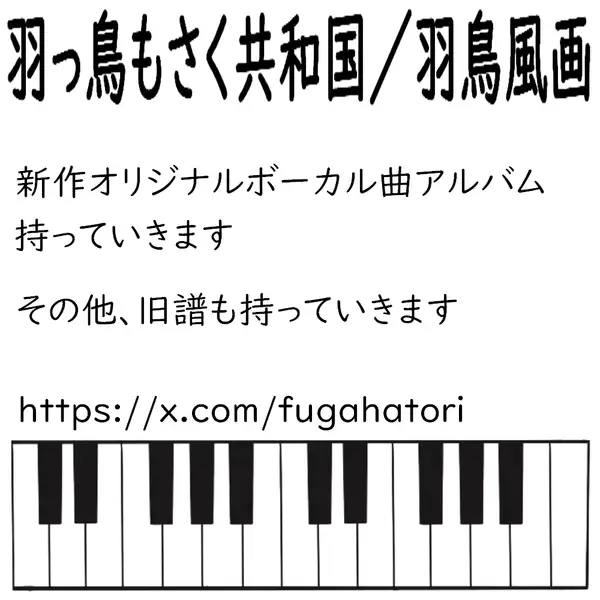 羽っ鳥もさく共和国/羽鳥風画
新作オリジナルボーカル曲アルバム
持っていきます
その他、旧譜も持っていきます
https://x.com/fugahatori